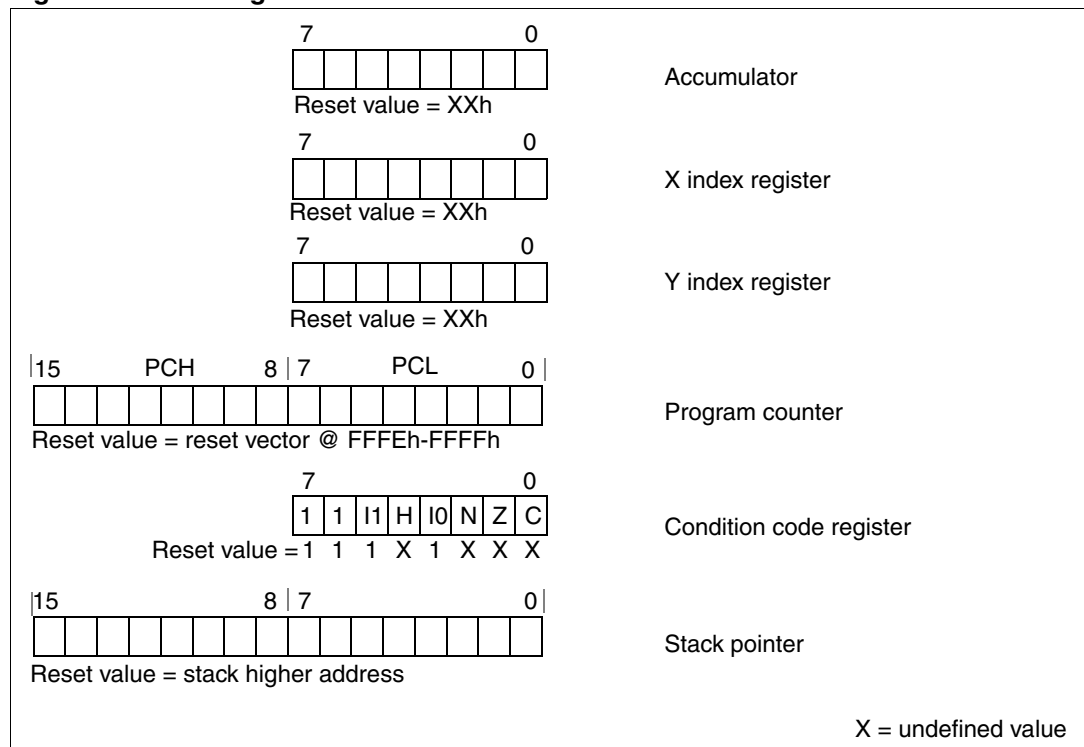 7 0
Accumulator
Reset value = XXh
7 0
X index register
Reset value = XXh
7 0
Y index register
Reset value = XXh
15 PCH 8 7 PCL 0
Program counter
Reset value = reset vector @ FFFEh-FFFFh
7 0
1 1 I1 H I0 N Z C
Condition code register
Reset value = 1 1 1 X 1 X X X
15 8 7 0
Stack pointer
Reset value = stack higher address
X = undefined value